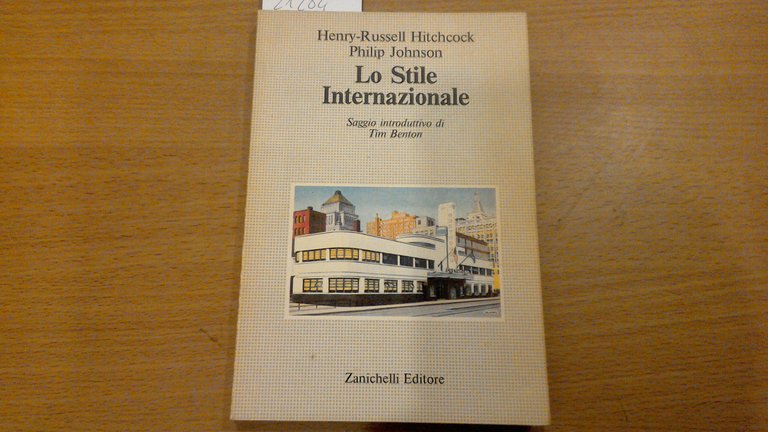 Henry-Russell Hitchcock
Philip Johnson
Lo Stile
Internazionale
Saggio introduttivo di
Tim Benton
Zanichelli Editore